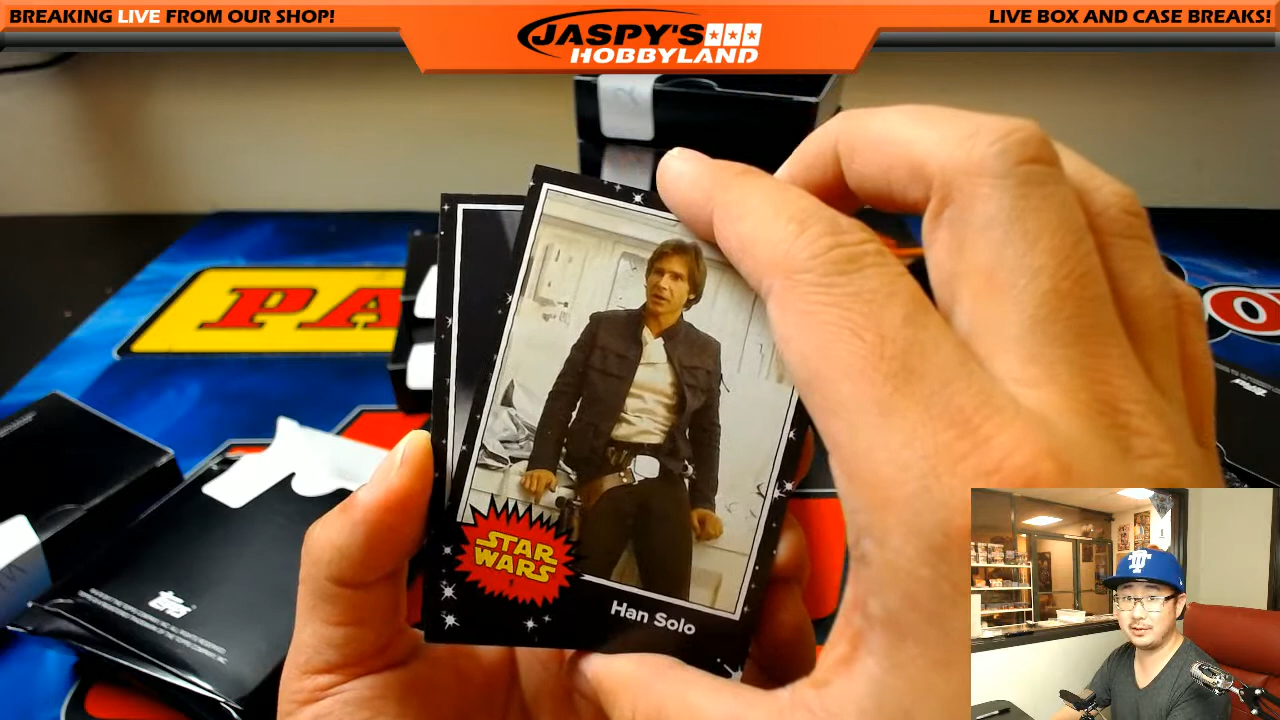 BREAKING LIVE FROM OUR SHOP!
JASPY'S
HOBBYLAND
LIVE BOX AND CASE BREAKS!
PA
O
STAR
WARS
Han Solo
topps